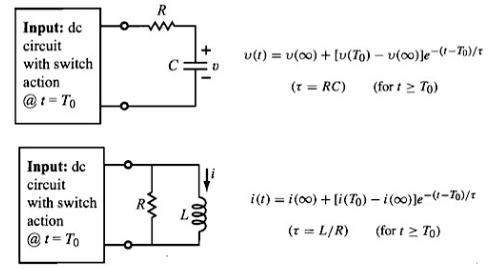 R
Input: dc
circuit
with switch
action
@ t = T₀
C
+
v
−
v(t) = v(∞) + [v(T₀) − v(∞)]e^{−(t−T₀)/τ}
(τ = RC) (for t ≥ T₀)
Input: dc
circuit
with switch
action
@ t = T₀
R
L
i
i(t) = i(∞) + [i(T₀) − i(∞)]e^{−(t−T₀)/τ}
(τ = L/R) (for t ≥ T₀)